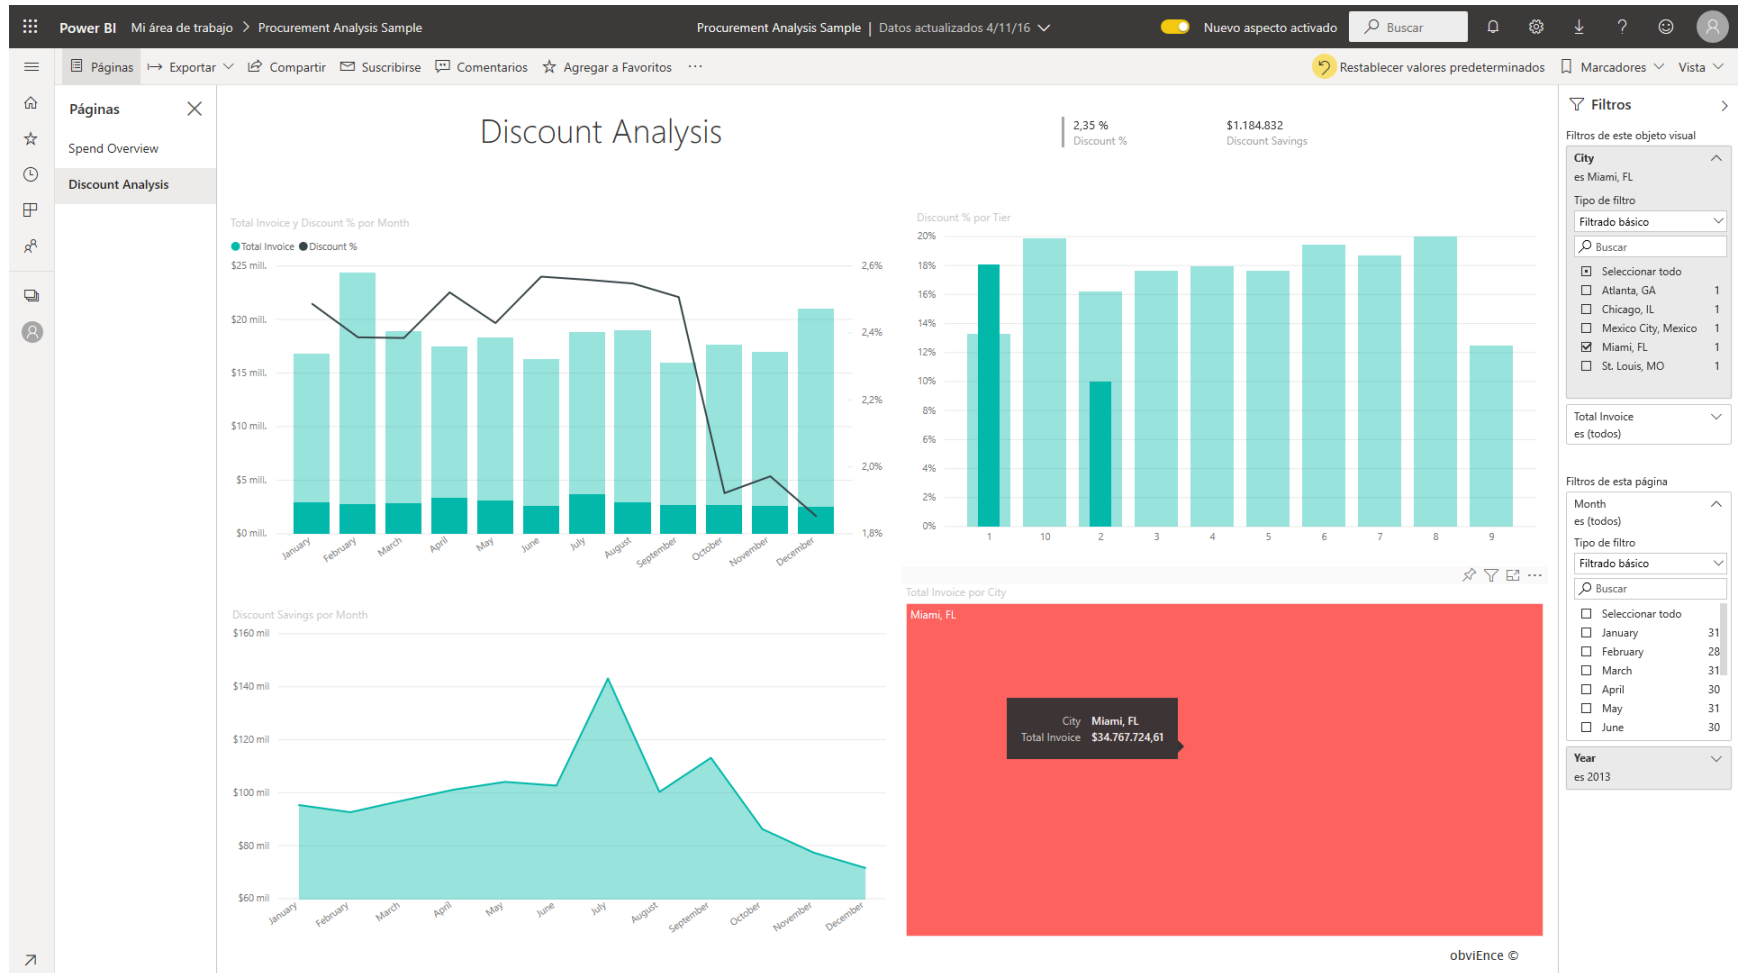 Power BI Mi área de trabajo > Procurement Analysis Sample
Procurement Analysis Sample | Datos actualizados 4/11/16
Nuevo aspecto activado
Buscar
Páginas
Exportar
Compartir
Suscribirse
Comentarios
Agregar a Favoritos
···
Restablecer valores predeterminados
Marcadores
Vista
Páginas
Spend Overview
Discount Analysis
Discount Analysis
2,35 %
Discount %
$1.184.832
Discount Savings
Total Invoice y Discount % por Month
Total Invoice Discount %
$25 mill.
$20 mill.
$15 mill.
$10 mill.
$5 mill.
$0 mill.
2,6%
2,4%
2,2%
2,0%
1,8%
January February March April May June July August September October November December
Discount % por Tier
20%
18%
16%
14%
12%
10%
8%
6%
4%
2%
0%
1 10 2 3 4 5 6 7 8 9
Discount Savings por Month
$160 mil
$140 mil
$120 mil
$100 mil
$80 mil
$60 mil
January February March April May June July August September October November December
Total Invoice por City
Miami, FL
City Miami, FL
Total Invoice $34.767.724,61
obviEnce ©
Filtros
Filtros de este objeto visual
City
es Miami, FL
Tipo de filtro
Filtrado básico
Buscar
Seleccionar todo
Atlanta, GA 1
Chicago, IL 1
Mexico City, Mexico 1
Miami, FL 1
St. Louis, MO 1
Total Invoice
es (todos)
Filtros de esta página
Month
es (todos)
Tipo de filtro
Filtrado básico
Buscar
Seleccionar todo
January 31
February 28
March 31
April 30
May 31
June 30
Year
es 2013